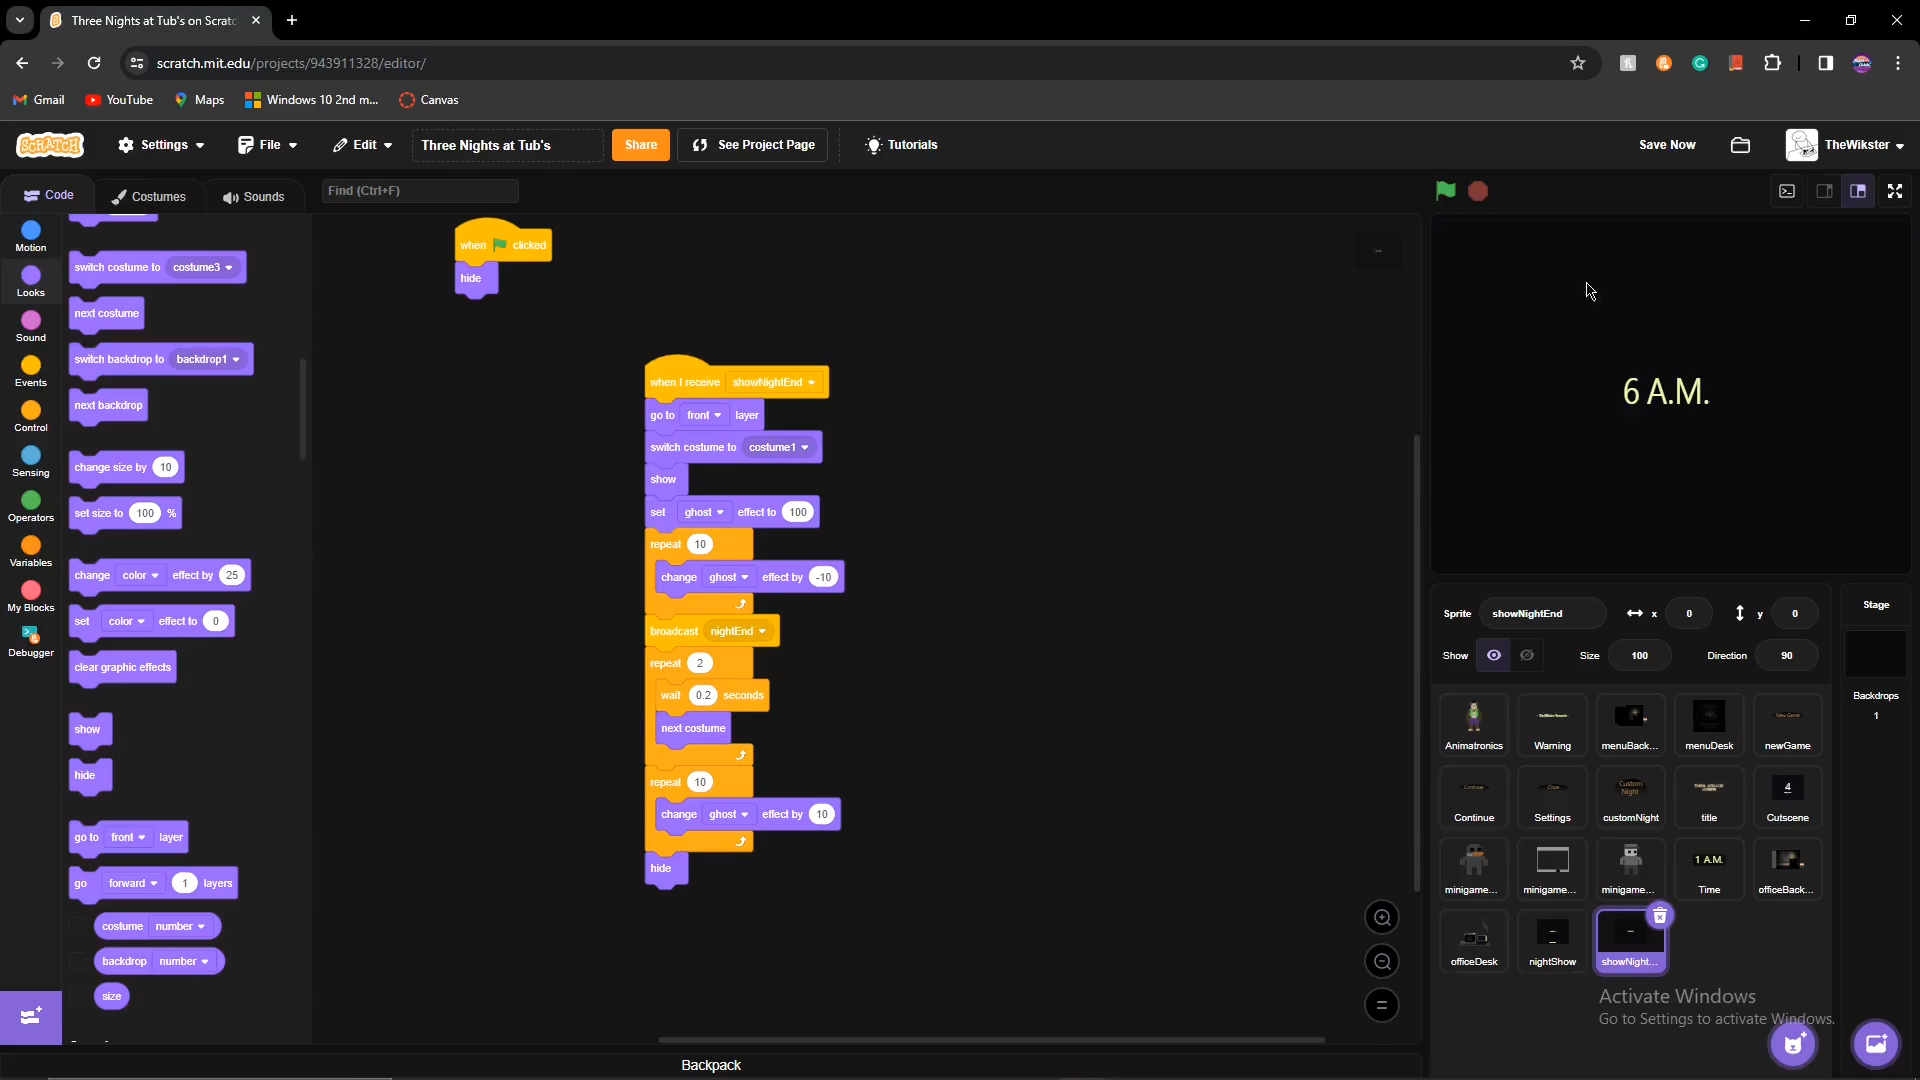 Three Nights at Tub's on Scratc
scratch.mit.edu/projects/943911328/editor/
Gmail YouTube Maps Windows 10 2nd m... Canvas
SCRATCH Settings File Edit Three Nights at Tub's Share See Project Page Tutorials Save Now TheWikster
Code Costumes Sounds Find (Ctrl+F)
Motion
Looks
Sound
Events
Control
Sensing
Operators
Variables
My Blocks
Debugger
switch costume to costume3
next costume
switch backdrop to backdrop1
next backdrop
change size by 10
set size to 100 %
change color effect by 25
set color effect to 0
clear graphic effects
show
hide
go to front layer
go forward 1 layers
costume number
backdrop number
size
when clicked
hide
when I receive showNightEnd
go to front layer
switch costume to costume1
show
set ghost effect to 100
repeat 10
change ghost effect by -10
broadcast nightEnd
repeat 2
wait 0.2 seconds
next costume
repeat 10
change ghost effect by 10
hide
Backpack
6 A.M.
Sprite showNightEnd x 0 y 0
Show Size 100 Direction 90
Stage
Backdrops
1
Animatronics Warning menuBack... menuDesk newGame
Continue Settings customNight title Cutscene
minigame... minigame... minigame... Time officeBack...
officeDesk nightShow showNight...
New Game
Continue
Custom
Night
4
1 A.M.
Activate Windows
Go to Settings to activate Windows.